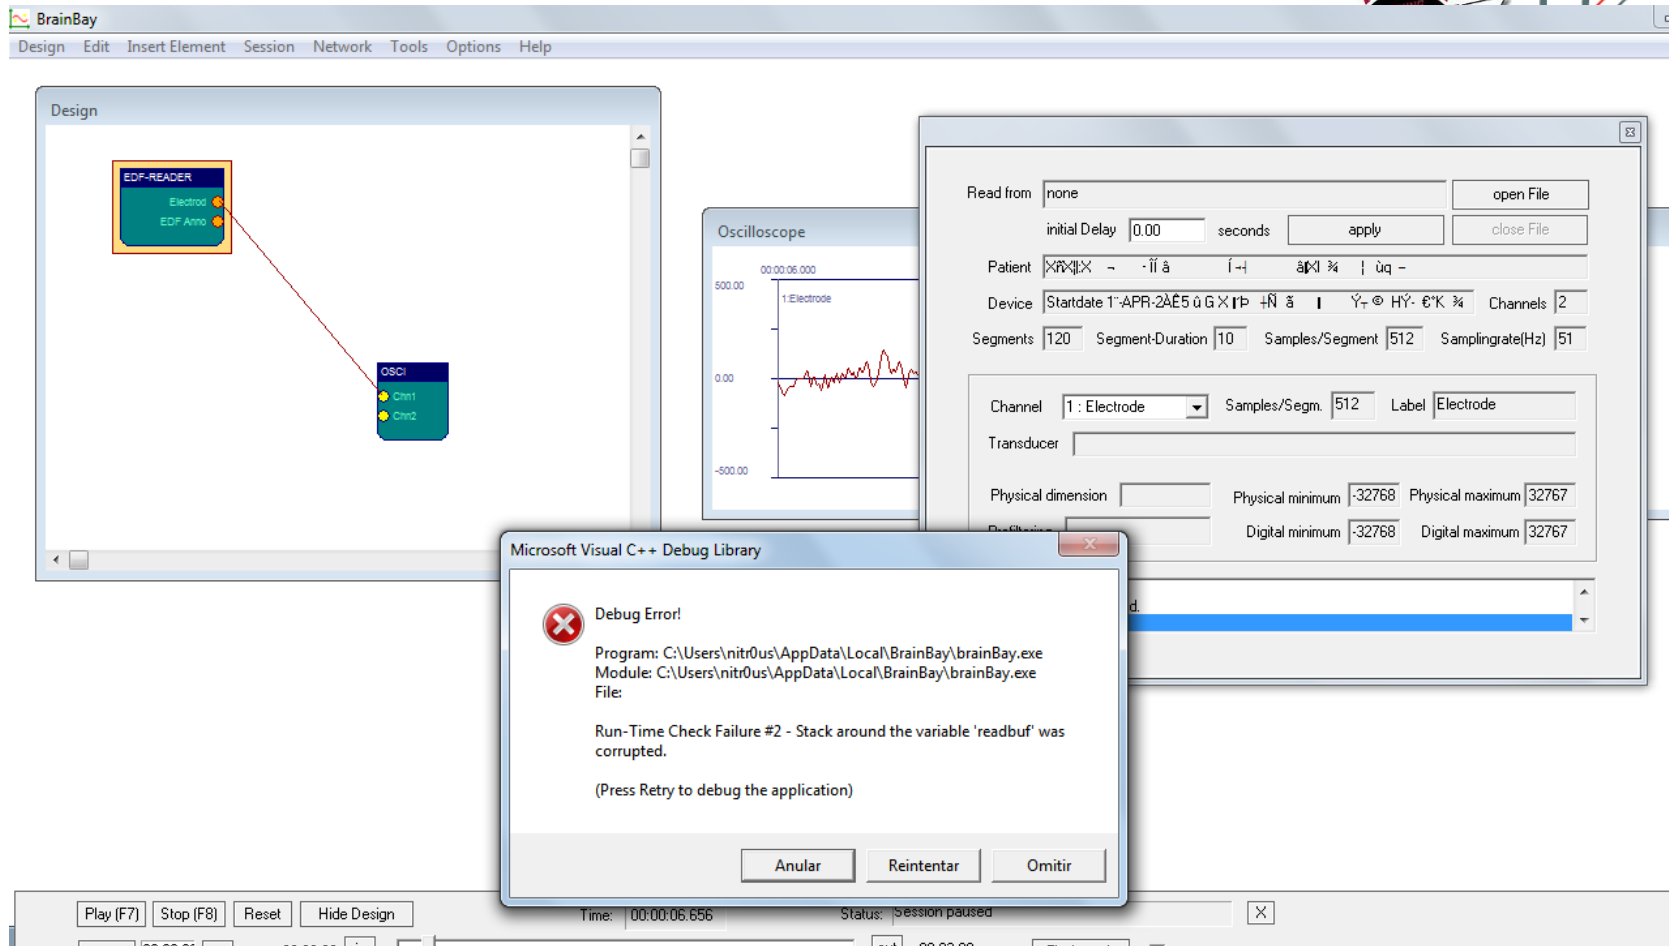 BrainBay
Design Edit Insert Element Session Network Tools Options Help
Design
EDF-READER
Electrod
EDF Anno
OSCI
Chn1
Chn2
Oscilloscope
00:00:06.000
500.00
1:Electrode
0.00
-500.00
Read from none open File
initial Delay 0.00 seconds apply close File
Patient
Device Startdate Channels 2
Segments 120 Segment-Duration 10 Samples/Segment 512 Samplingrate(Hz) 51
Channel 1 : Electrode Samples/Segm. 512 Label Electrode
Transducer
Physical dimension Physical minimum -32768 Physical maximum 32767
Digital minimum -32768 Digital maximum 32767
d.
Microsoft Visual C++ Debug Library
Debug Error!
Program: C:\Users\nitr0us\AppData\Local\BrainBay\brainBay.exe
Module: C:\Users\nitr0us\AppData\Local\BrainBay\brainBay.exe
File:
Run-Time Check Failure #2 - Stack around the variable 'readbuf' was
corrupted.
(Press Retry to debug the application)
Anular Reintentar Omitir
Play (F7) Stop (F8) Reset Hide Design Time: 00:00:06.656 Status: Session paused X